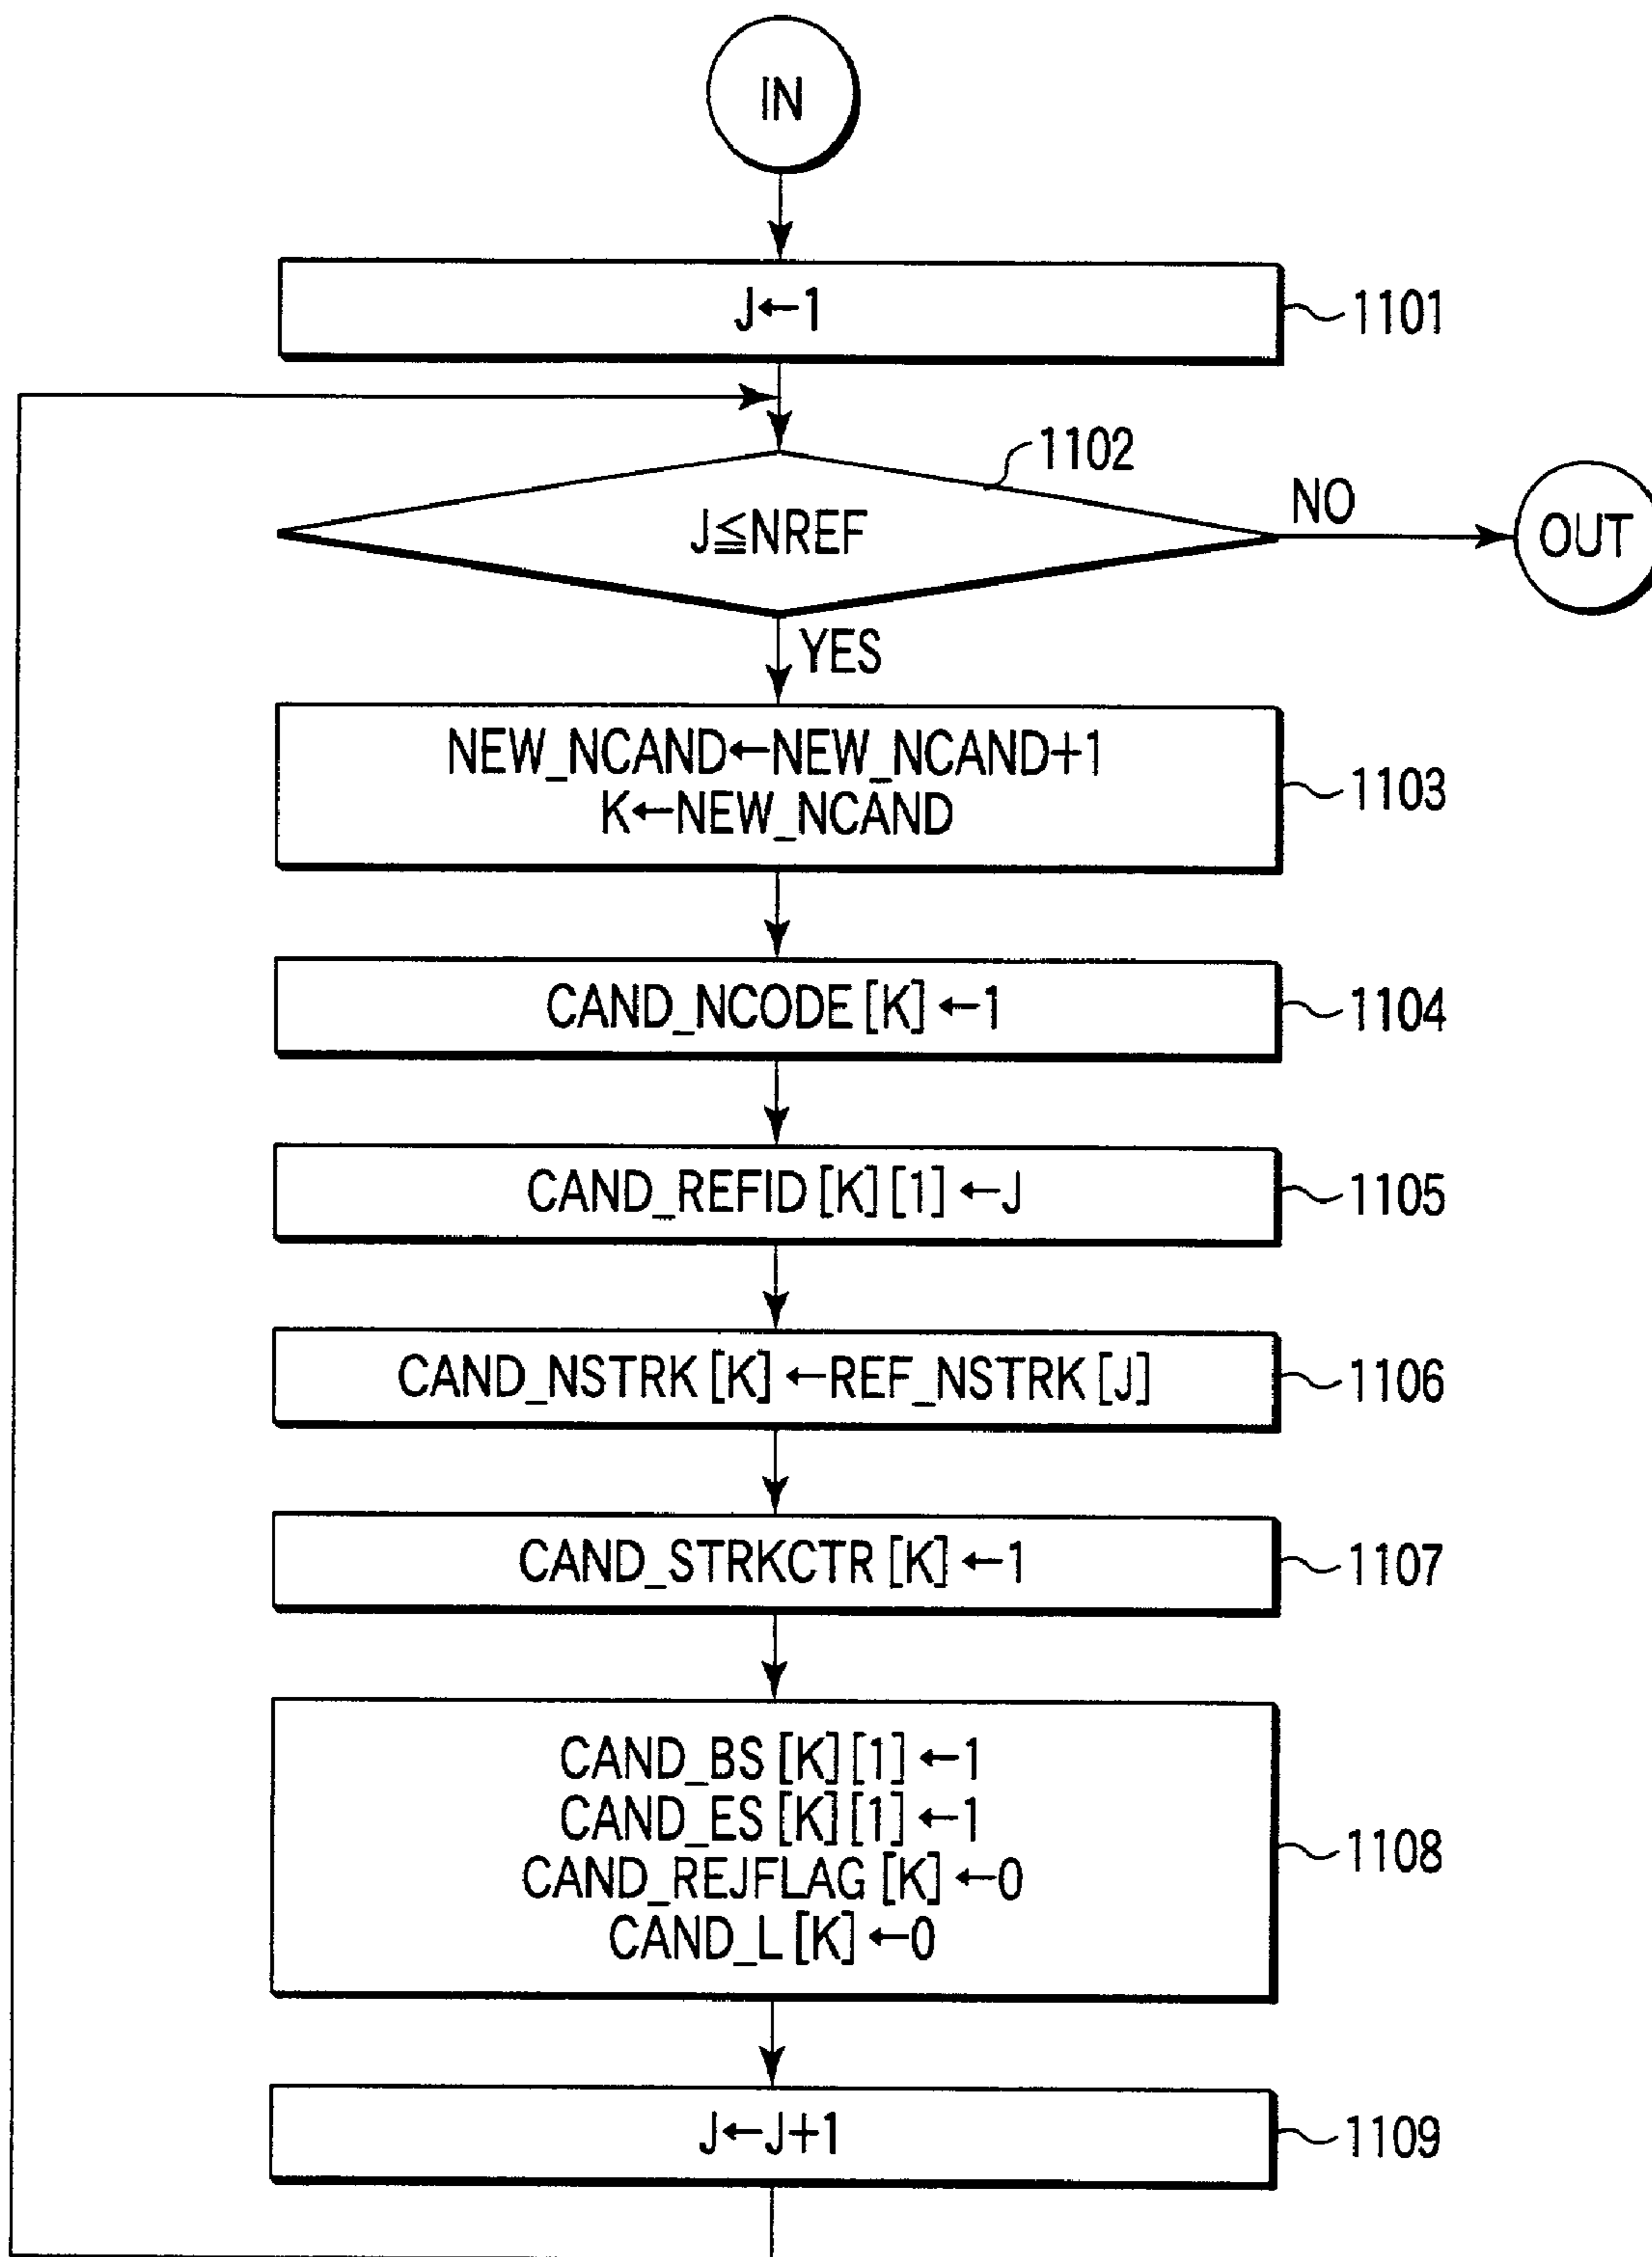 IN
J←1
1101
1102
J≦NREF
NO
OUT
YES
NEW_NCAND←NEW_NCAND+1
K←NEW_NCAND
1103
CAND_NCODE[K]←1
1104
CAND_REFID[K][1]←J
1105
CAND_NSTRK[K]←REF_NSTRK[J]
1106
CAND_STRKCTR[K]←1
1107
CAND_BS[K][1]←1
CAND_ES[K][1]←1
CAND_REJFLAG[K]←0
CAND_L[K]←0
1108
J←J+1
1109